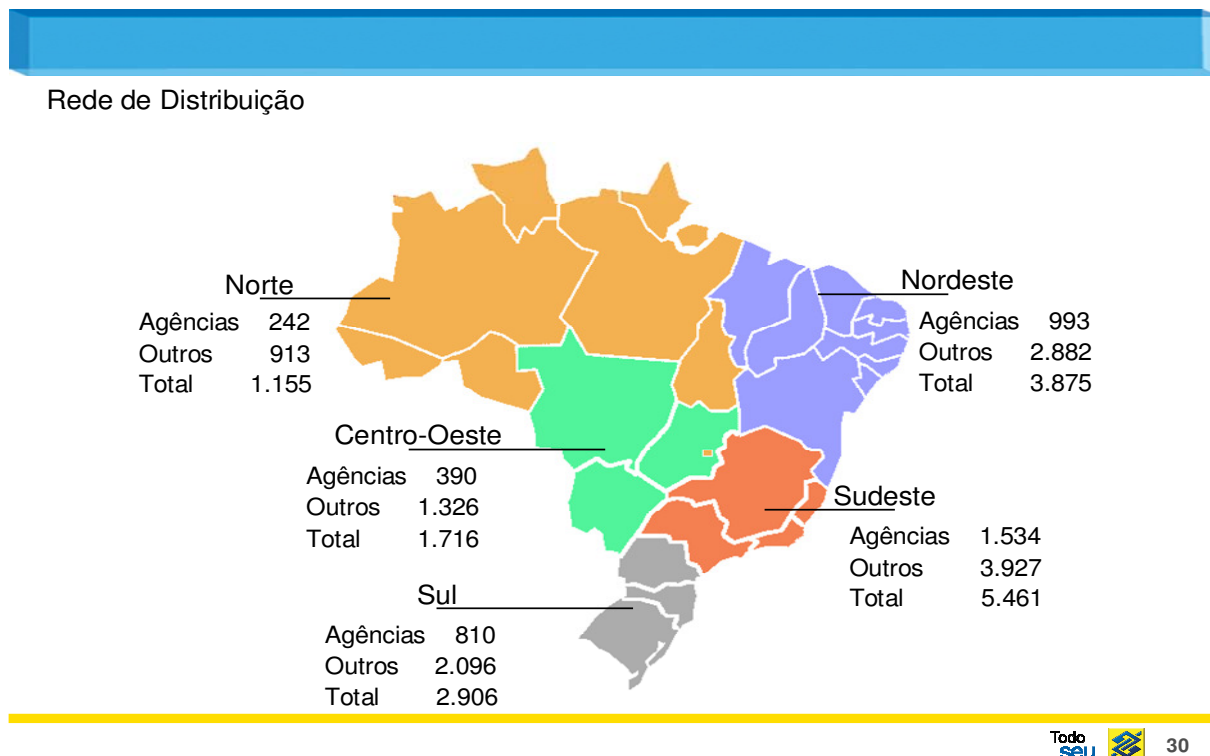 Rede de Distribuição
Norte
Agências 242
Outros 913
Total 1.155
Nordeste
Agências 993
Outros 2.882
Total 3.875
Centro-Oeste
Agências 390
Outros 1.326
Total 1.716
Sudeste
Agências 1.534
Outros 3.927
Total 5.461
Sul
Agências 810
Outros 2.096
Total 2.906
Todo
seu
30